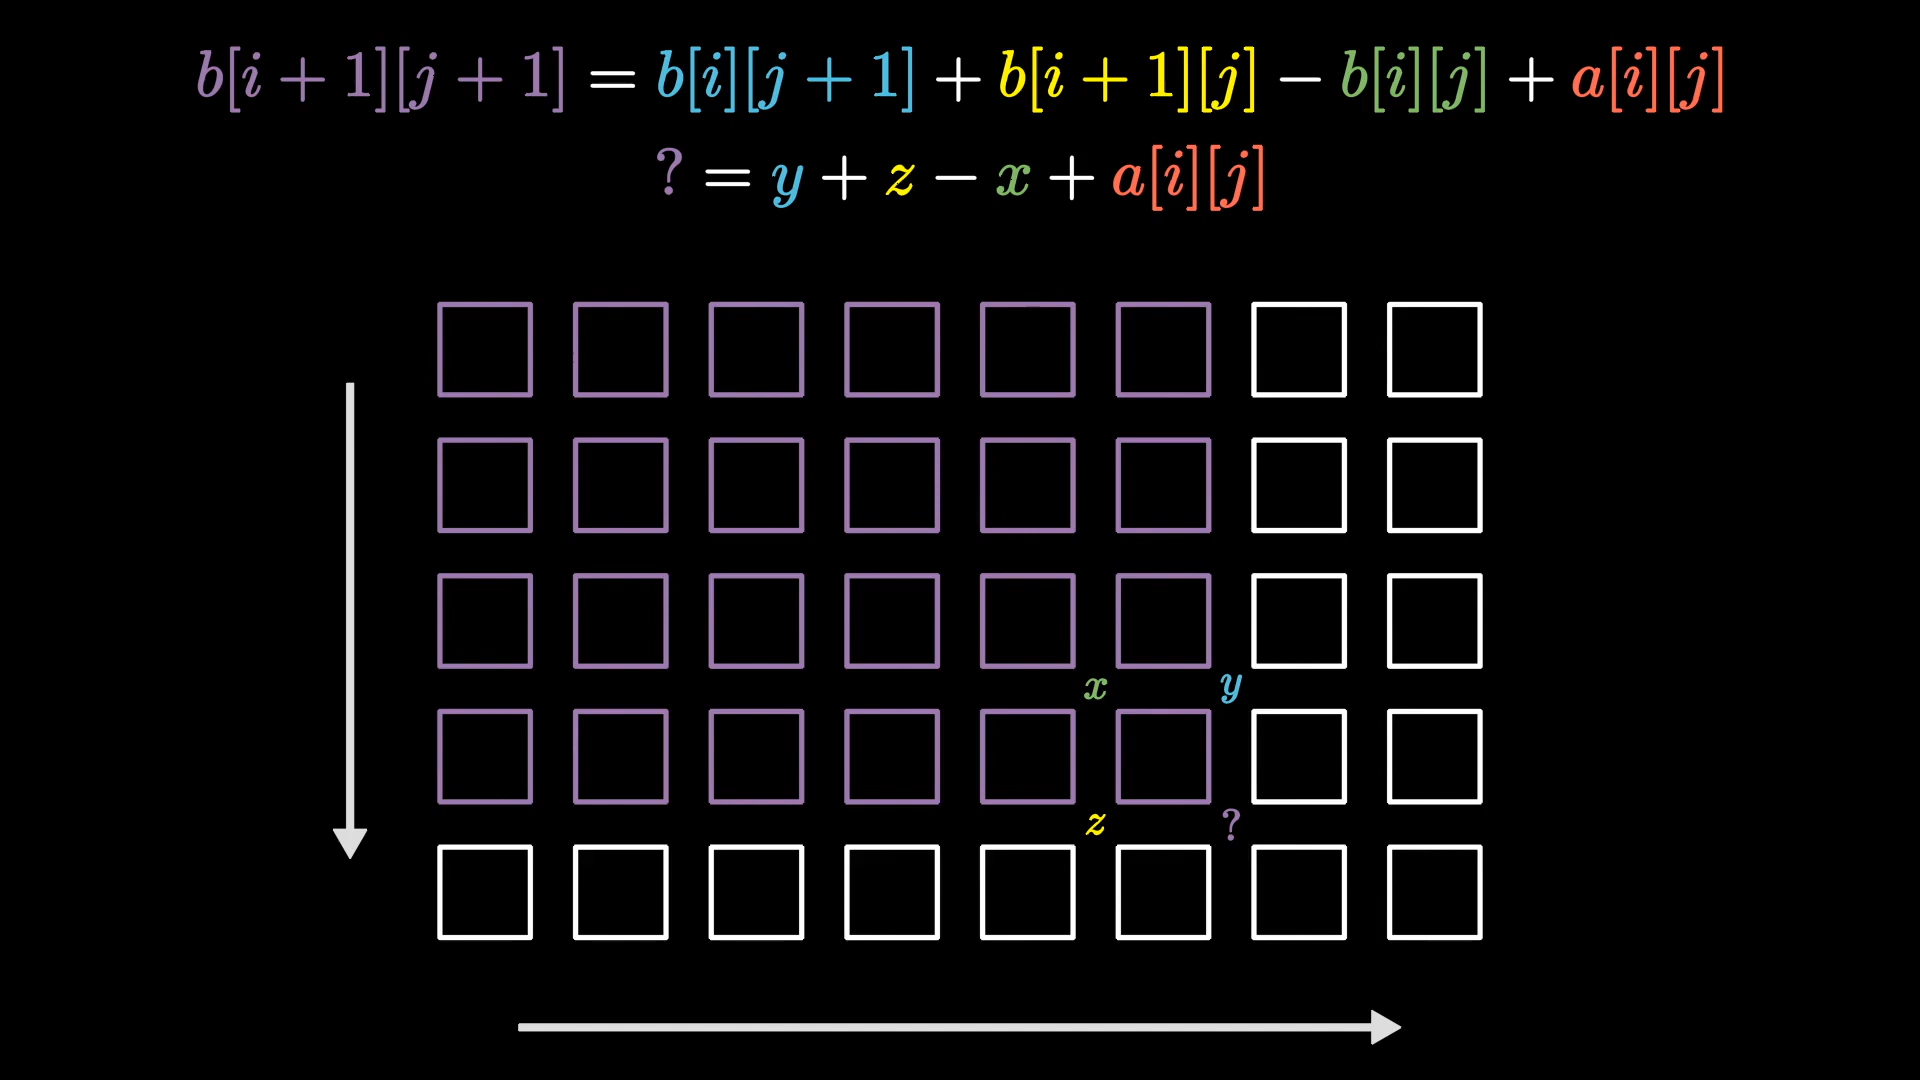 b[i + 1][j + 1] = b[i][j + 1] + b[i + 1][j] − b[i][j] + a[i][j]
? = y + z − x + a[i][j]
x y
z ?